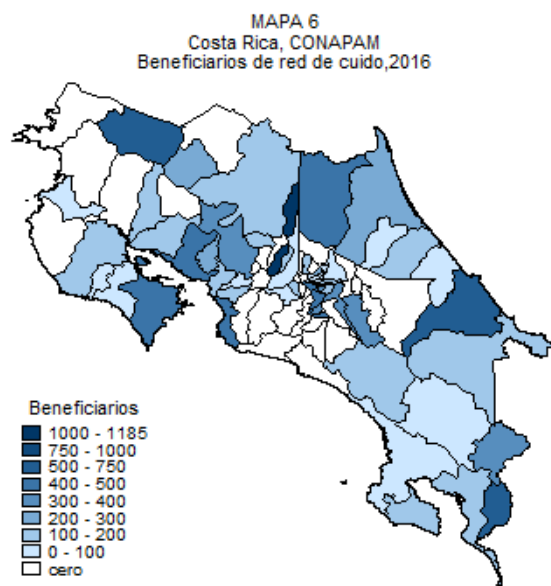 MAPA 6
Costa Rica, CONAPAM
Beneficiarios de red de cuido,2016
Beneficiarios
1000 - 1185
750 - 1000
500 - 750
400 - 500
300 - 400
200 - 300
100 - 200
0 - 100
cero